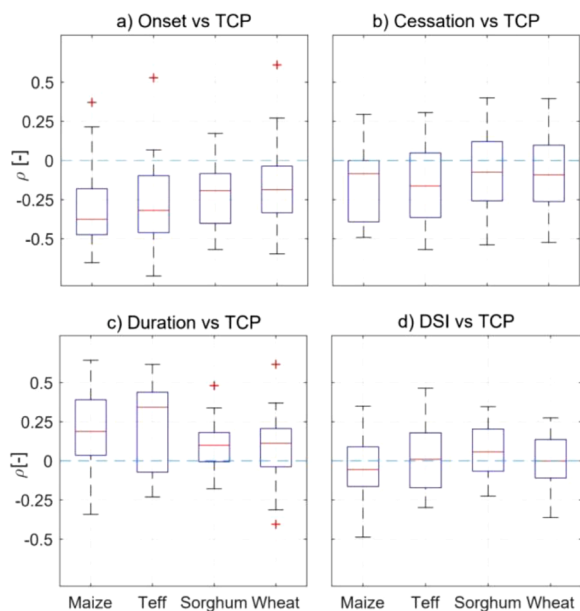 a) Onset vs TCP
b) Cessation vs TCP
0.5
0.25
0
-0.25
-0.5
ρ [-]
c) Duration vs TCP
d) DSI vs TCP
0.5
0.25
0
-0.25
-0.5
ρ [-]
Maize Teff Sorghum Wheat
Maize Teff Sorghum Wheat